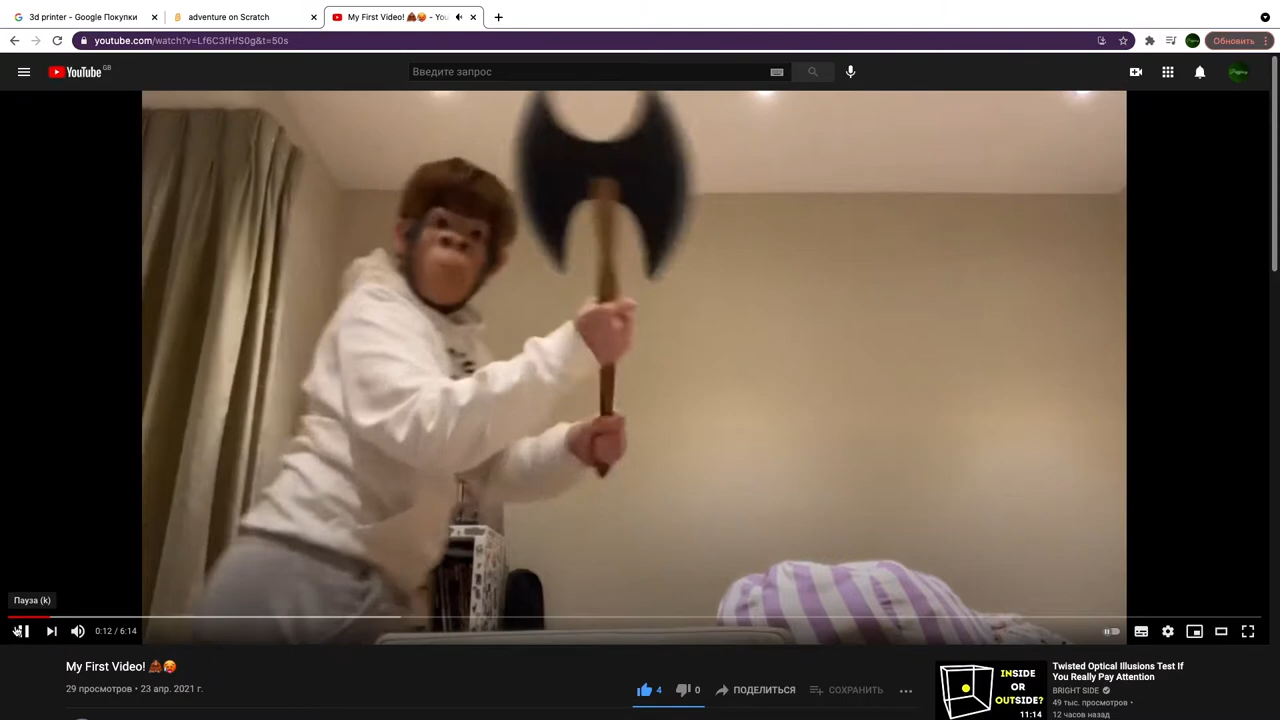 3d printer - Google Покупки
adventure on Scratch
My First Video! 💩🥵 - You
youtube.com/watch?v=Lf6C3fHfS0g&t=50s
Обновить
YouTube GB
Введите запрос
Пауза (k)
0:12 / 6:14
My First Video! 💩🥵
29 просмотров • 23 апр. 2021 г.
4
0
ПОДЕЛИТЬСЯ
СОХРАНИТЬ
INSIDE
OR
OUTSIDE?
11:14
Twisted Optical Illusions Test If
You Really Pay Attention
BRIGHT SIDE
49 тыс. просмотров •
12 часов назад